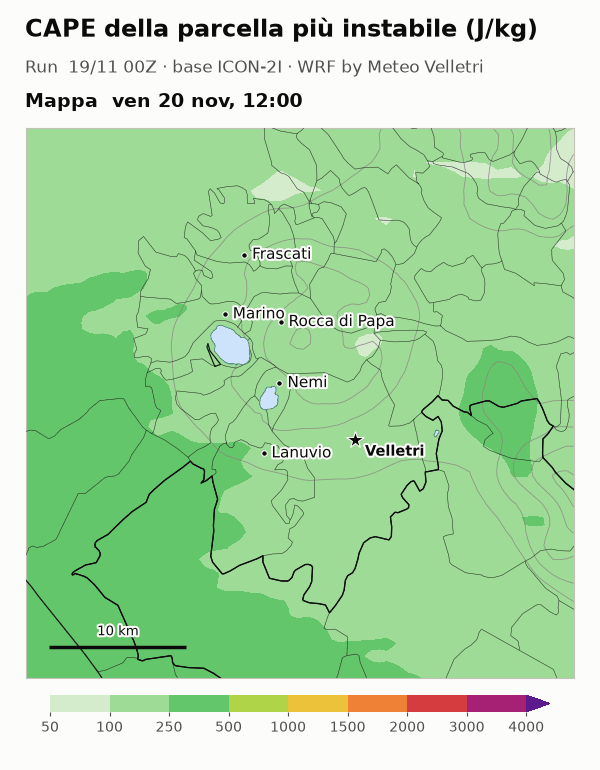 CAPE della parcella più instabile (J/kg)
Run  19/11 00Z · base ICON-2I · WRF by Meteo Velletri
Mappa  ven 20 nov, 12:00
Frascati
Marino
Rocca di Papa
Nemi
Velletri
Lanuvio
10 km
50 100 250 500 1000 1500 2000 3000 4000